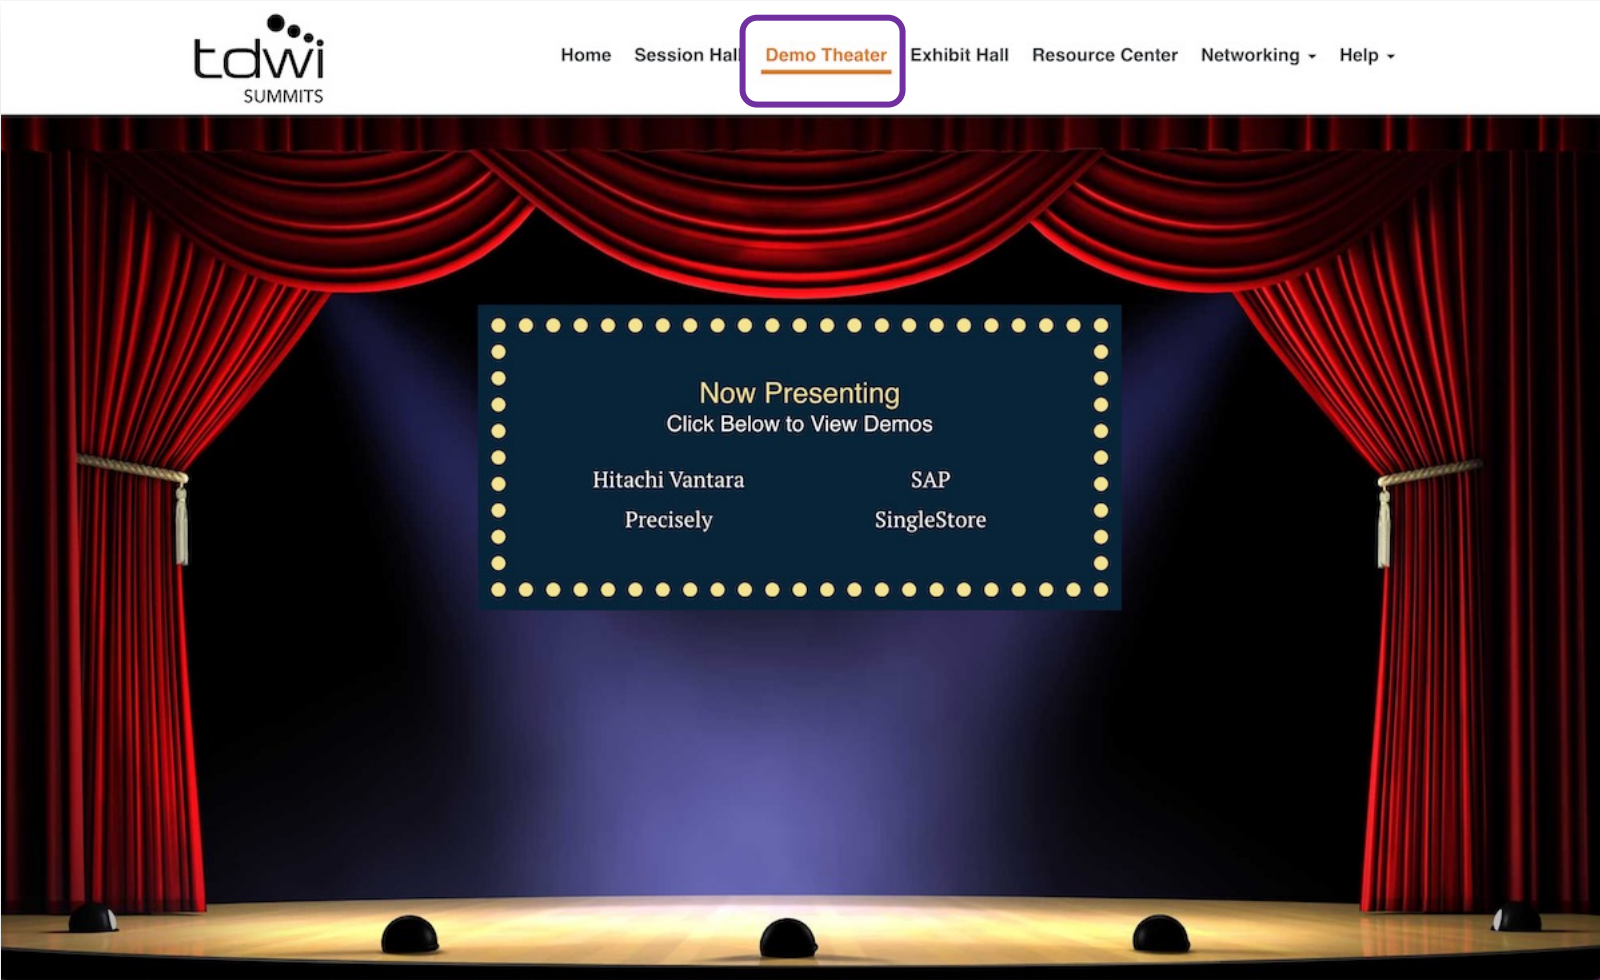 tdwi
SUMMITS
Home Session Hall Demo Theater Exhibit Hall Resource Center Networking Help
Now Presenting
Click Below to View Demos
Hitachi Vantara SAP
Precisely SingleStore